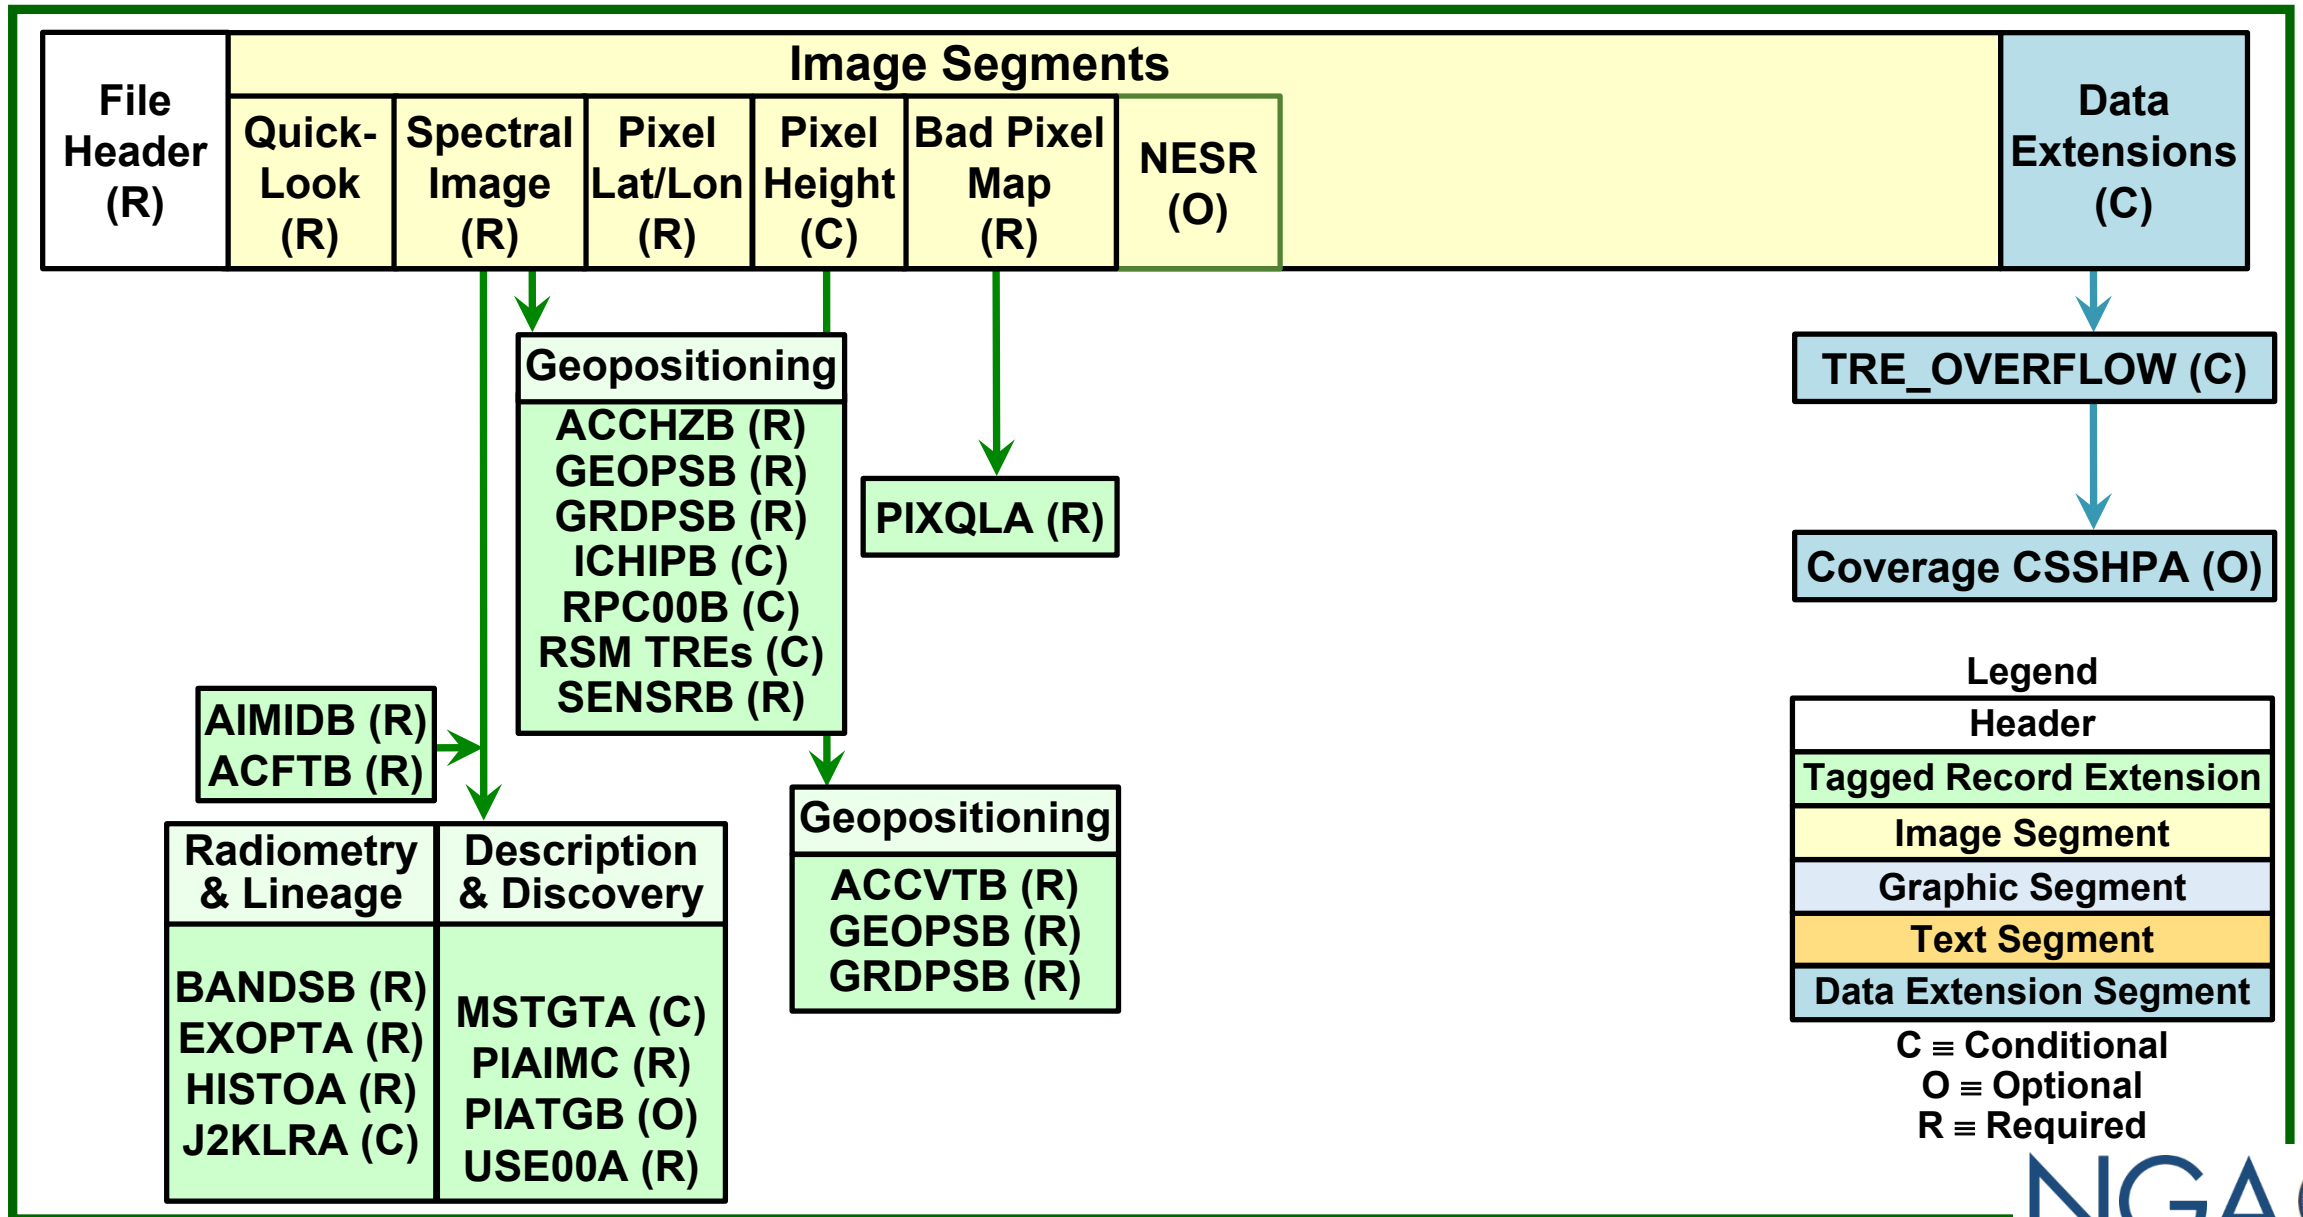 File
Header
(R)
Image Segments
Quick-
Look
(R)
Spectral
Image
(R)
Pixel
Lat/Lon
(R)
Pixel
Height
(C)
Bad Pixel
Map
(R)
NESR
(O)
Data
Extensions
(C)
Geopositioning
ACCHZB (R)
GEOPSB (R)
GRDPSB (R)
ICHIPB (C)
RPC00B (C)
RSM TREs (C)
SENSRB (R)
PIXQLA (R)
TRE_OVERFLOW (C)
Coverage CSSHPA (O)
AIMIDB (R)
ACFTB (R)
Radiometry
& Lineage
BANDSB (R)
EXOPTA (R)
HISTOA (R)
J2KLRA (C)
Description
& Discovery
MSTGTA (C)
PIAIMC (R)
PIATGB (O)
USE00A (R)
Geopositioning
ACCVTB (R)
GEOPSB (R)
GRDPSB (R)
Legend
Header
Tagged Record Extension
Image Segment
Graphic Segment
Text Segment
Data Extension Segment
C ≡ Conditional
O ≡ Optional
R ≡ Required
NGA